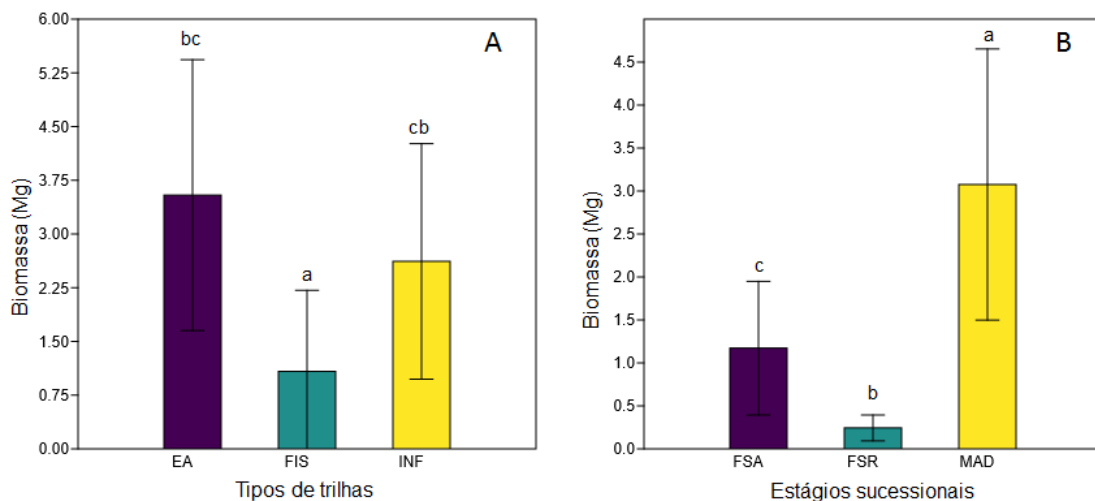 A
Biomassa (Mg)
6.00
5.25
4.50
3.75
3.00
2.25
1.50
0.75
0.00
bc
a
cb
EA
FIS
INF
Tipos de trilhas
B
Biomassa (Mg)
4.5
4.0
3.5
3.0
2.5
2.0
1.5
1.0
0.5
0.0
c
b
a
FSA
FSR
MAD
Estágios sucessionais